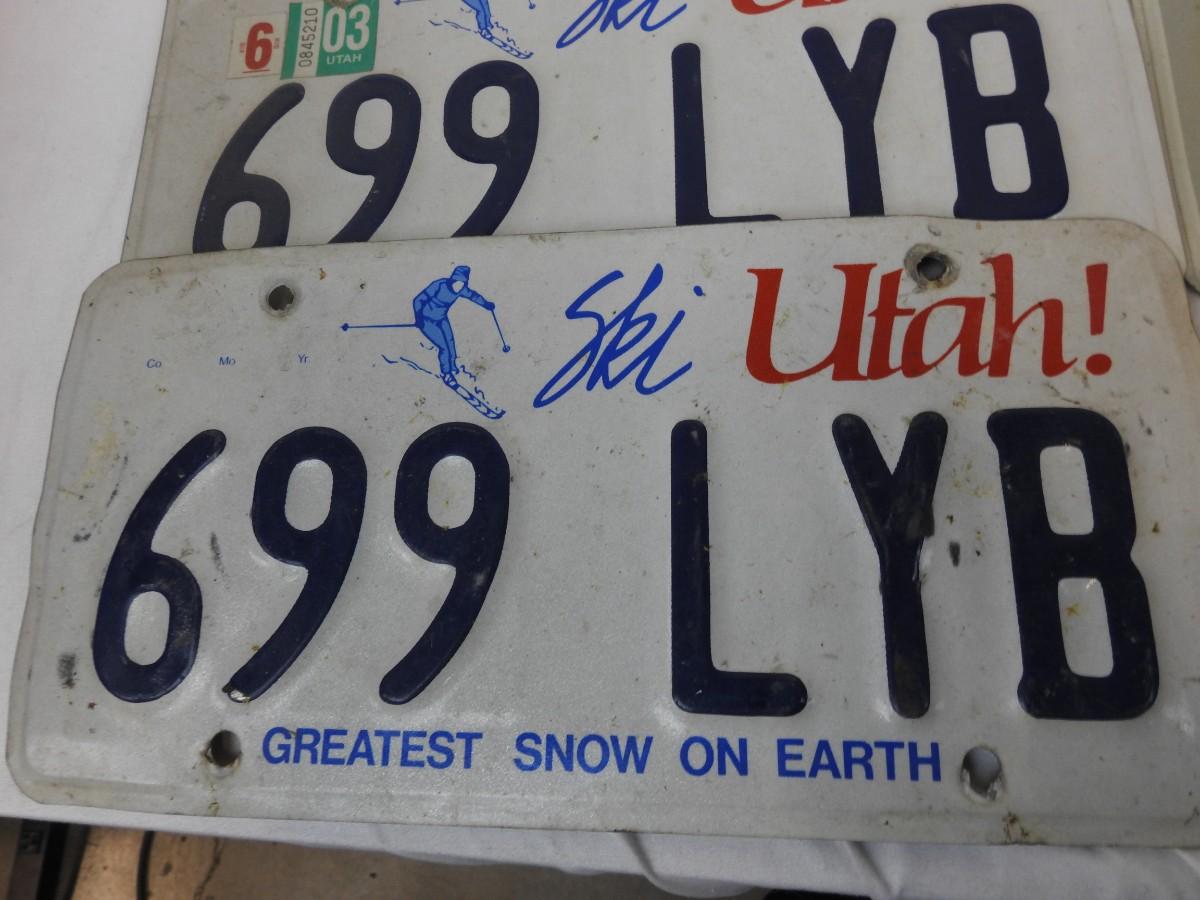 6 0845210 03
UTAH
Ski
699 LYB
Ski Utah!
Co Mo Yr.
699 LYB
GREATEST SNOW ON EARTH